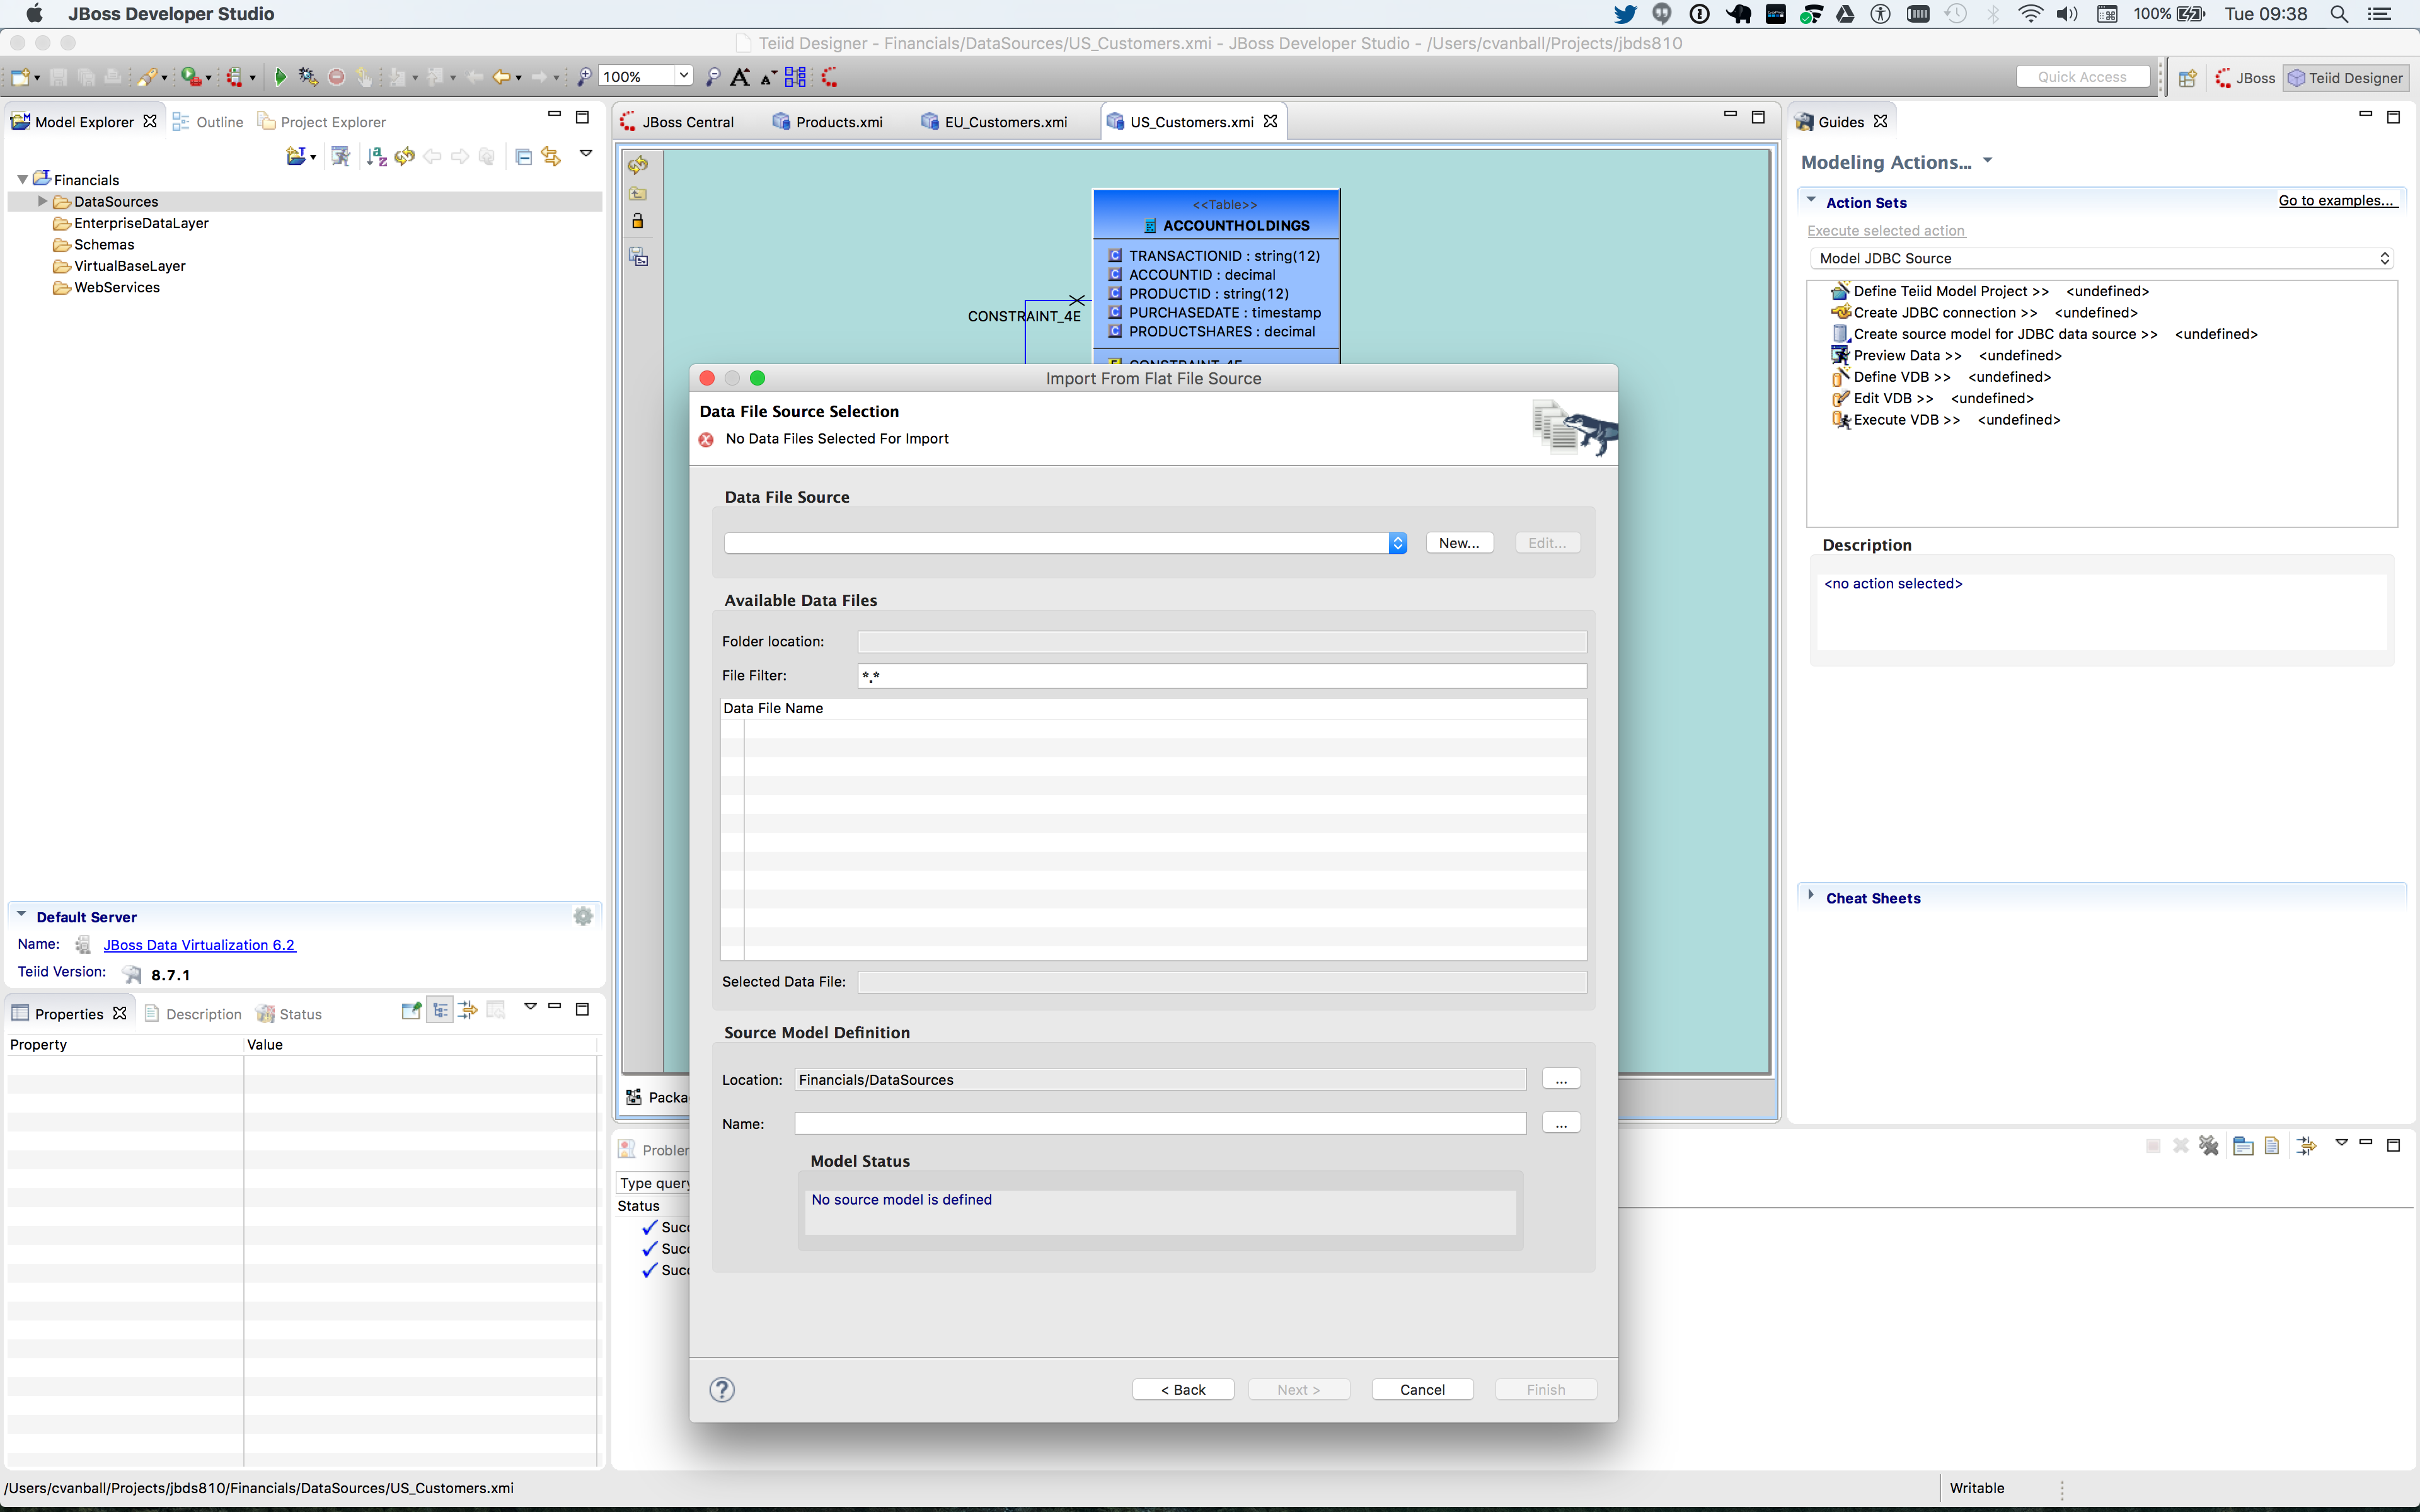 JBoss Developer Studio
100%
Tue 09:38
Teiid Designer - Financials/DataSources/US_Customers.xmi - JBoss Developer Studio - /Users/cvanball/Projects/jbds810
100%
Quick Access
JBoss
Teiid Designer
Model Explorer
Outline
Project Explorer
Financials
DataSources
EnterpriseDataLayer
Schemas
VirtualBaseLayer
WebServices
Default Server
Name:
JBoss Data Virtualization 6.2
Teiid Version:
8.7.1
Properties
Description
Status
Property
Value
JBoss Central
Products.xmi
EU_Customers.xmi
US_Customers.xmi
<<Table>>
ACCOUNTHOLDINGS
TRANSACTIONID : string(12)
ACCOUNTID : decimal
PRODUCTID : string(12)
PURCHASEDATE : timestamp
PRODUCTSHARES : decimal
CONSTRAINT_4E
CONSTRAINT_4E
Import From Flat File Source
Data File Source Selection
No Data Files Selected For Import
Data File Source
New...
Edit...
Available Data Files
Folder location:
File Filter:
*.*
Data File Name
Selected Data File:
Source Model Definition
Location:
Financials/DataSources
...
Name:
...
Model Status
No source model is defined
< Back
Next >
Cancel
Finish
Packa
Probler
Type query
Status
Succ
Succ
Succ
Guides
Modeling Actions...
Action Sets
Go to examples...
Execute selected action
Model JDBC Source
Define Teiid Model Project >> <undefined>
Create JDBC connection >> <undefined>
Create source model for JDBC data source >> <undefined>
Preview Data >> <undefined>
Define VDB >> <undefined>
Edit VDB >> <undefined>
Execute VDB >> <undefined>
Description
<no action selected>
Cheat Sheets
/Users/cvanball/Projects/jbds810/Financials/DataSources/US_Customers.xmi
Writable